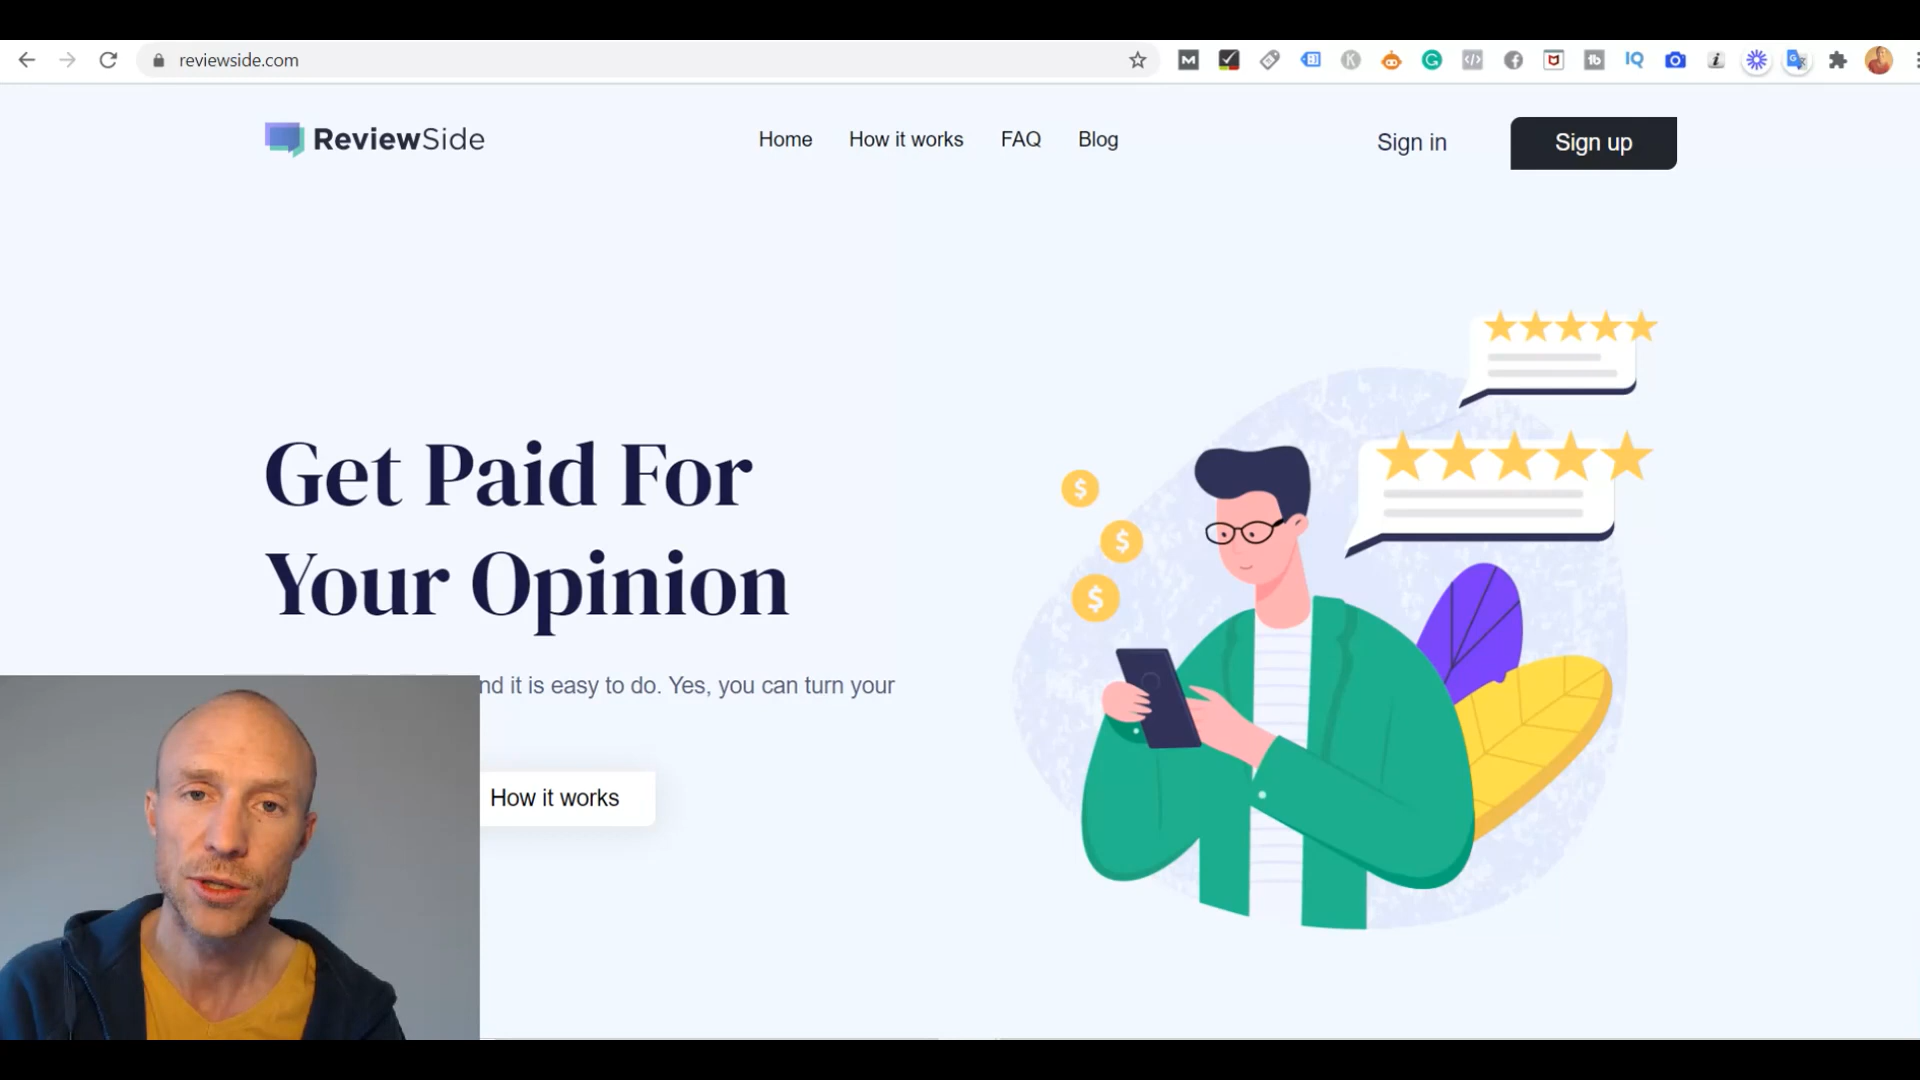 reviewside.com
ReviewSide
Home
How it works
FAQ
Blog
Sign in
Sign up
Get Paid For
Your Opinion
nd it is easy to do. Yes, you can turn your
How it works